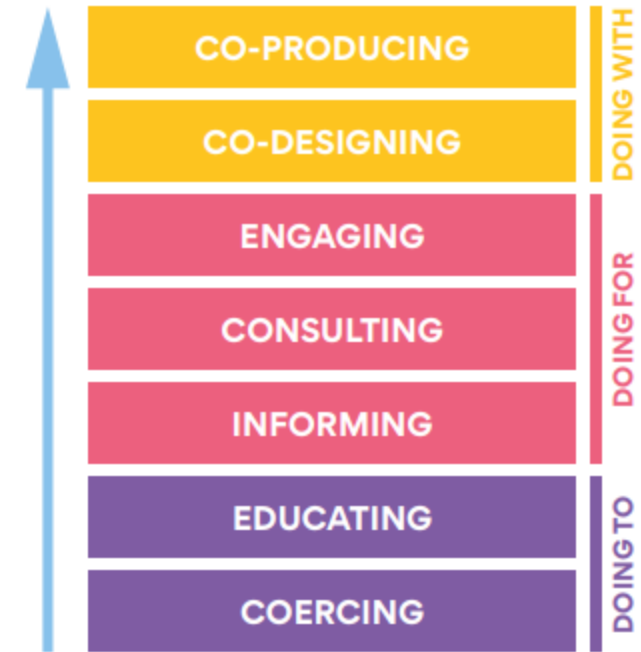 CO-PRODUCING
CO-DESIGNING
DOING WITH
ENGAGING
CONSULTING
INFORMING
DOING FOR
EDUCATING
COERCING
DOING TO